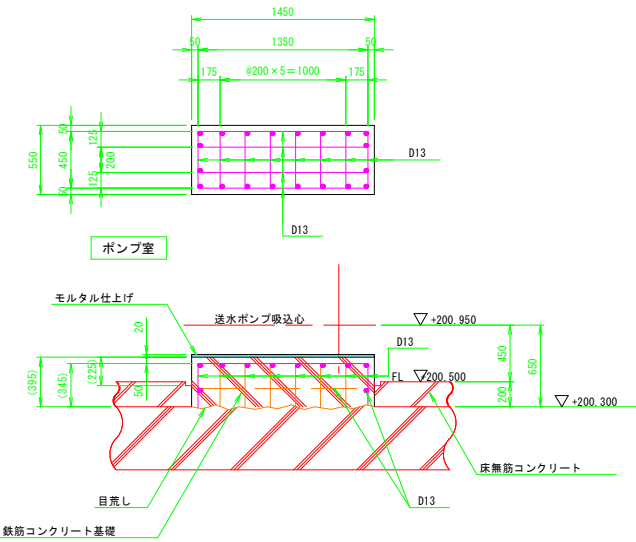 1450
50
1350
50
175
@200×5=1000
175
550
50
450
50
125
200
125
D13
D13
ポンプ室
モルタル仕上げ
20
送水ポンプ吸込心
+200.950
D13
(395)
(345)
(225)
50
FL
+200.500
450
650
200
+200.300
床無筋コンクリート
目荒し
D13
鉄筋コンクリート基礎